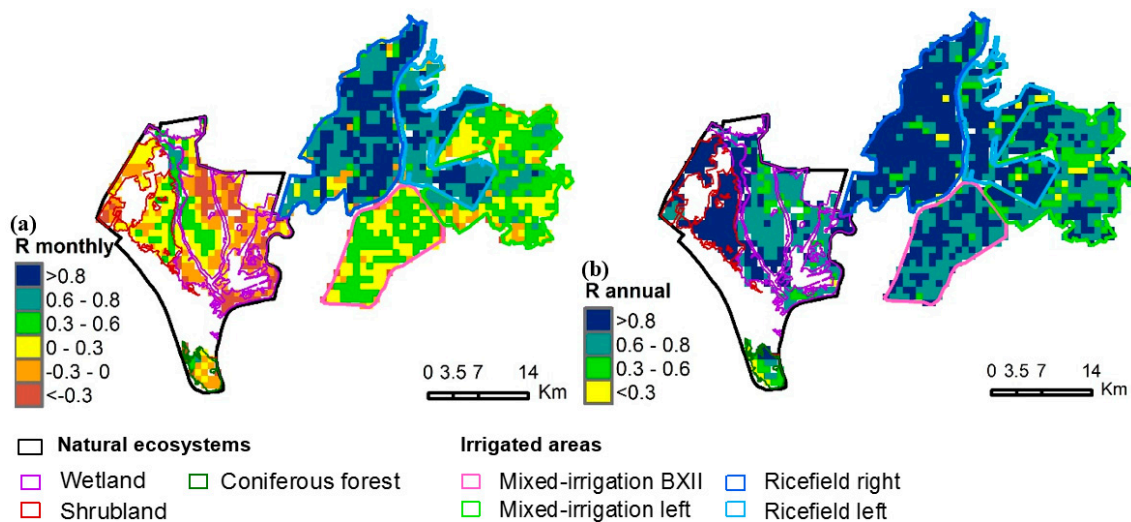 (a)
R monthly
>0.8
0.6 - 0.8
0.3 - 0.6
0 - 0.3
-0.3 - 0
<-0.3
0 3.5 7 14
Km
(b)
R annual
>0.8
0.6 - 0.8
0.3 - 0.6
<0.3
0 3.5 7 14
Km
Natural ecosystems
Wetland
Coniferous forest
Shrubland
Irrigated areas
Mixed-irrigation BXII
Ricefield right
Mixed-irrigation left
Ricefield left